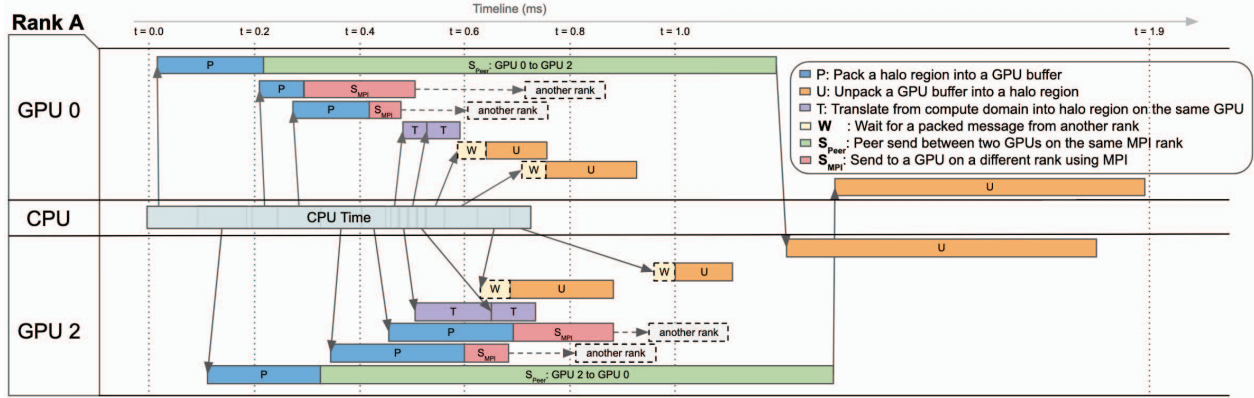 Timeline (ms)
Rank A
t = 0.0
t = 0.2
t = 0.4
t = 0.6
t = 0.8
t = 1.0
t = 1.9
GPU 0
P
S_Peer: GPU 0 to GPU 2
P
S_MPI
another rank
P
S_MPI
another rank
T
T
W
U
W
U
U
P: Pack a halo region into a GPU buffer
U: Unpack a GPU buffer into a halo region
T: Translate from compute domain into halo region on the same GPU
W : Wait for a packed message from another rank
S_Peer: Peer send between two GPUs on the same MPI rank
S_MPI: Send to a GPU on a different rank using MPI
CPU
CPU Time
GPU 2
U
W
U
W
U
T
T
P
S_MPI
another rank
P
S_MPI
another rank
P
S_Peer: GPU 2 to GPU 0